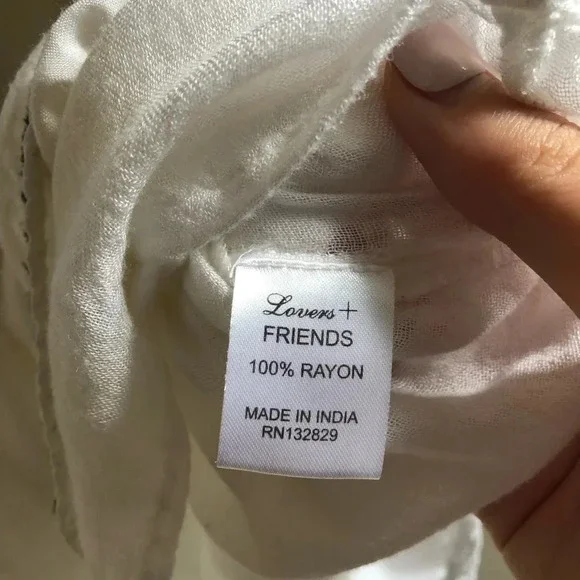 Lovers +
FRIENDS
100% RAYON
MADE IN INDIA
RN132829